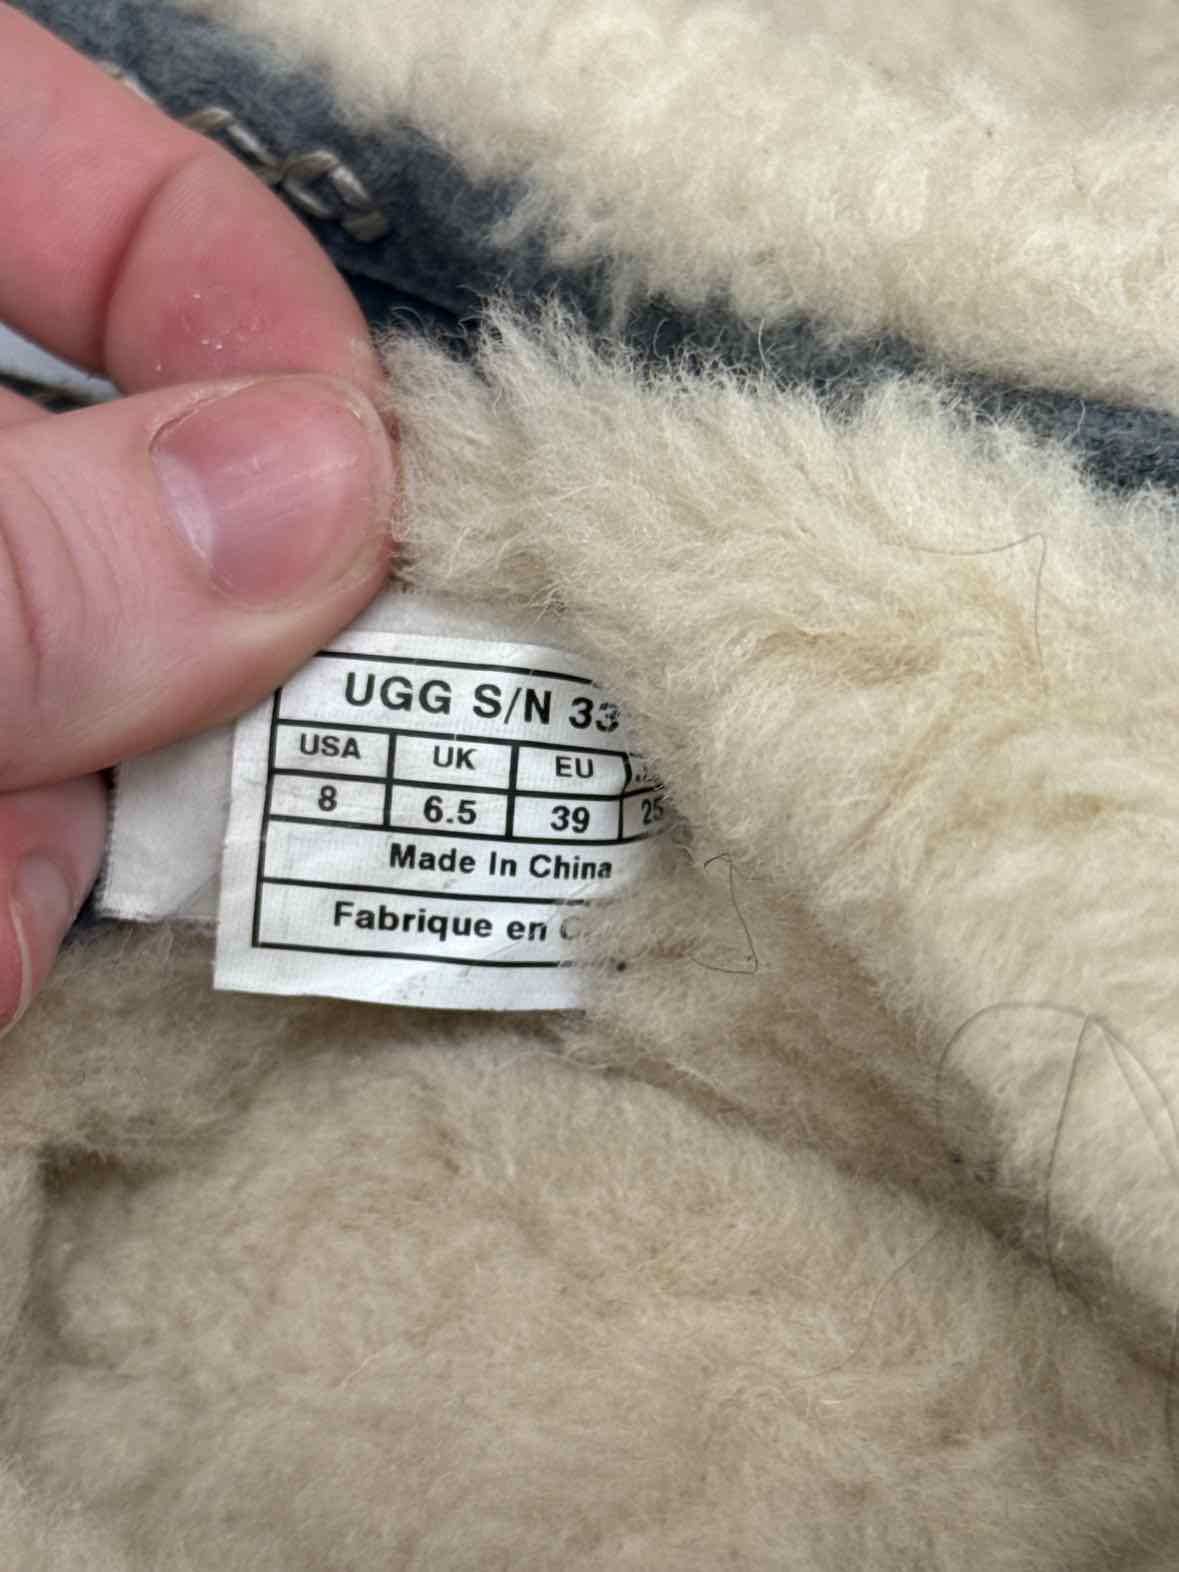 UGG S/N 33
USA UK EU
8 6.5 39 25
Made In China
Fabrique en